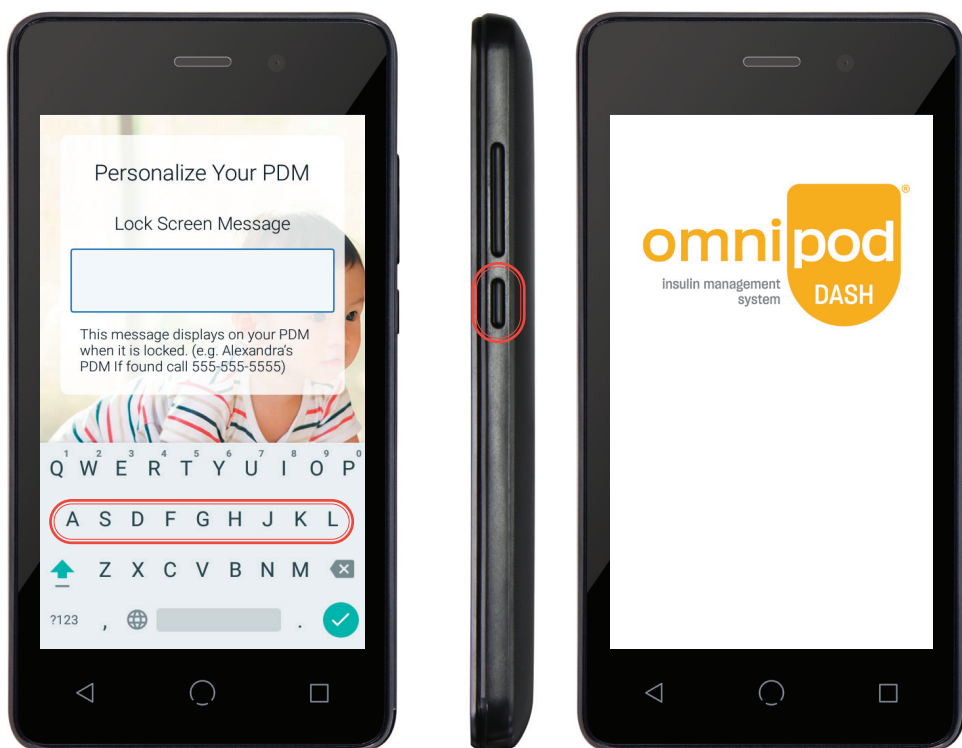 Personalize Your PDM
Lock Screen Message
This message displays on your PDM
when it is locked. (e.g. Alexandra's
PDM If found call 555-555-5555)
1 2 3 4 5 6 7 8 9 0
Q W E R T Y U I O P
A S D F G H J K L
Z X C V B N M
?123 , .
omnipod®
insulin management
system
DASH